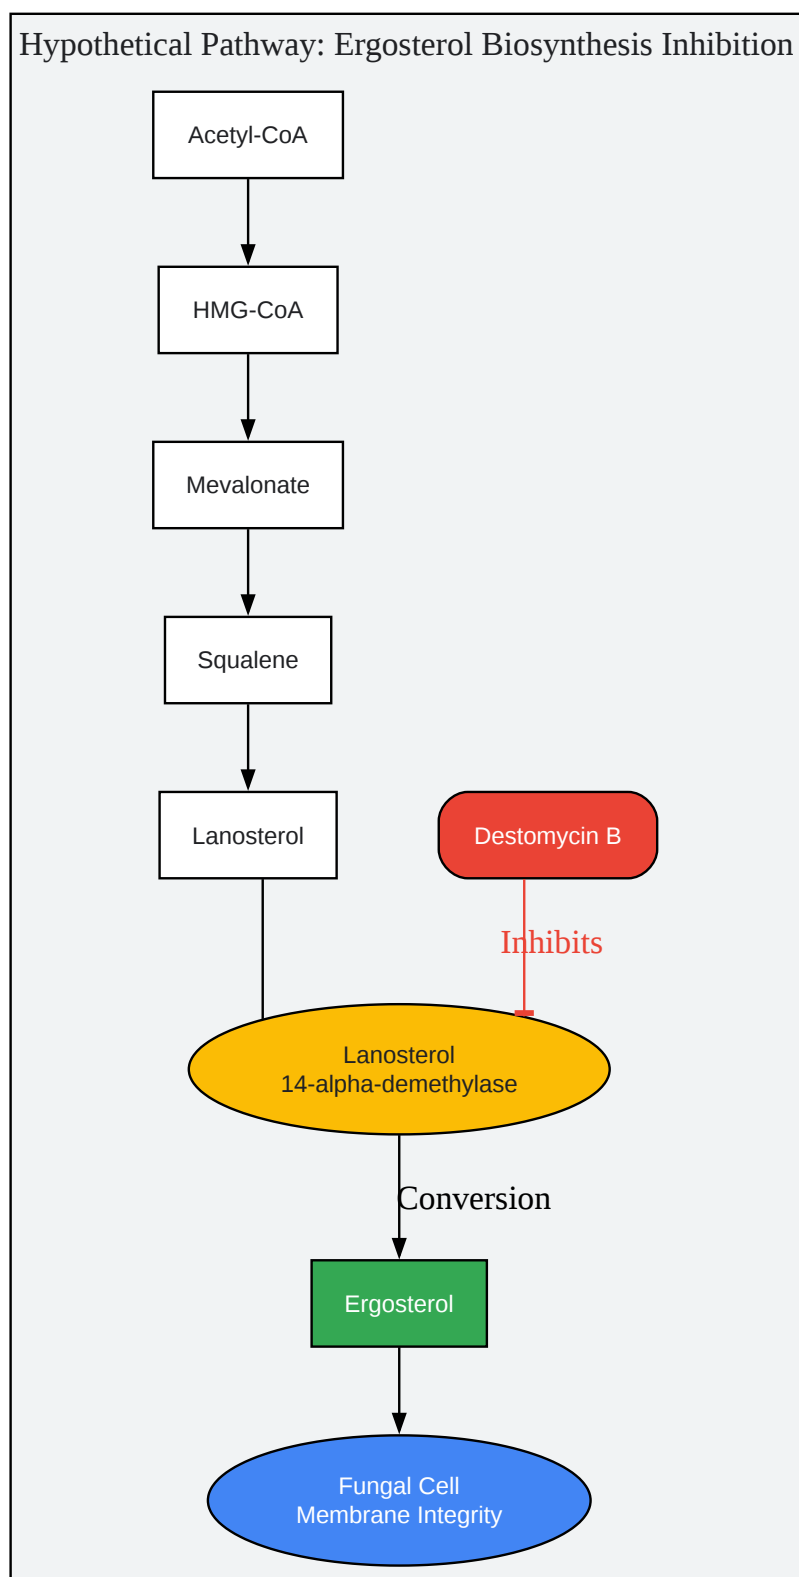 Hypothetical Pathway: Ergosterol Biosynthesis Inhibition
Acetyl-CoA
HMG-CoA
Mevalonate
Squalene
Lanosterol
Destomycin B
Inhibits
Lanosterol
14-alpha-demethylase
Conversion
Ergosterol
Fungal Cell
Membrane Integrity